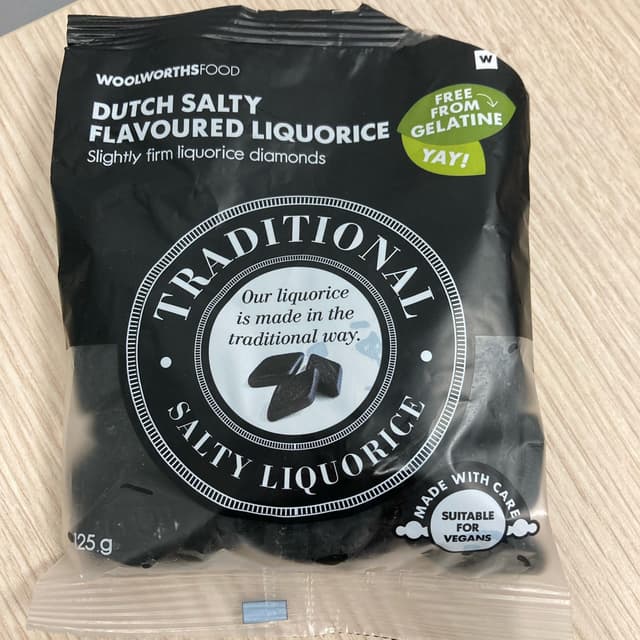 WOOLWORTHSFOOD
W
DUTCH SALTY
FLAVOURED LIQUORICE
Slightly firm liquorice diamonds
FREE
FROM
GELATINE
YAY!
TRADITIONAL
Our liquorice
is made in the
traditional way.
SALTY LIQUORICE
MADE WITH CARE
SUITABLE
FOR
VEGANS
125 g